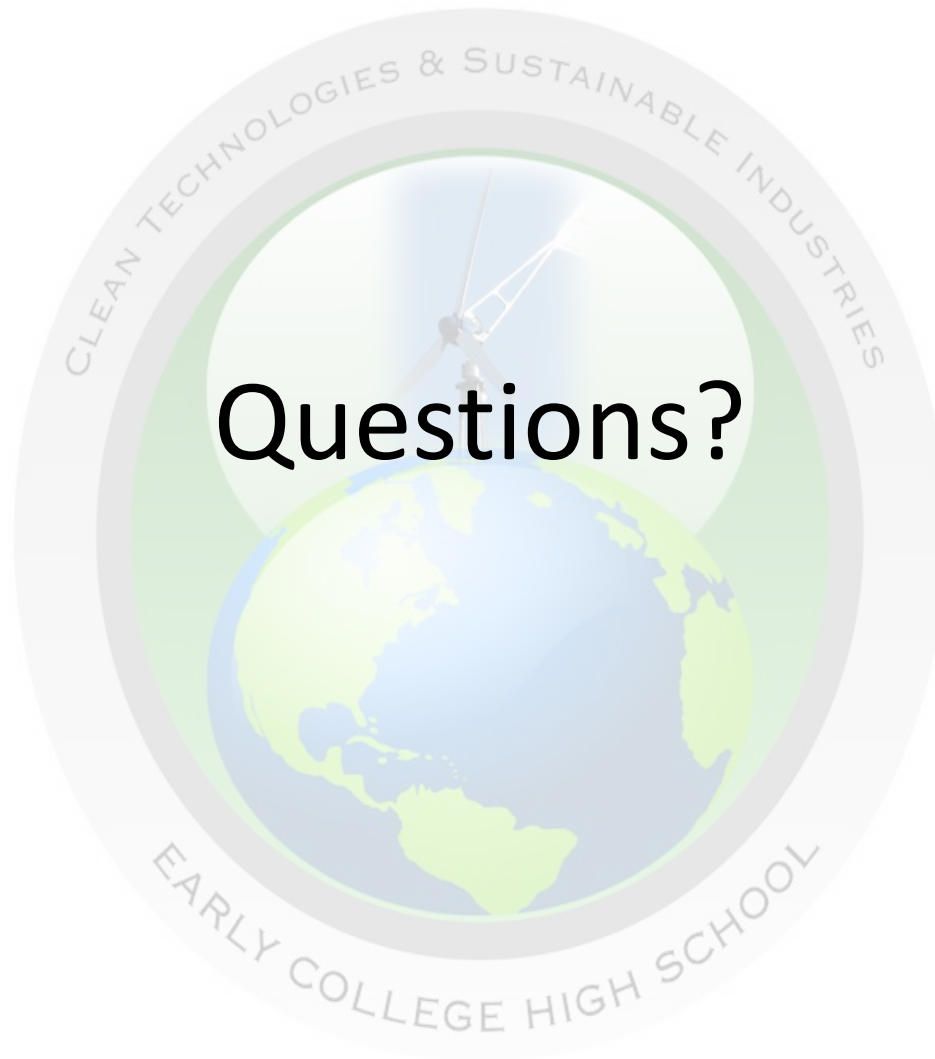 CLEAN TECHNOLOGIES & SUSTAINABLE INDUSTRIES
Questions?
EARLY COLLEGE HIGH SCHOOL